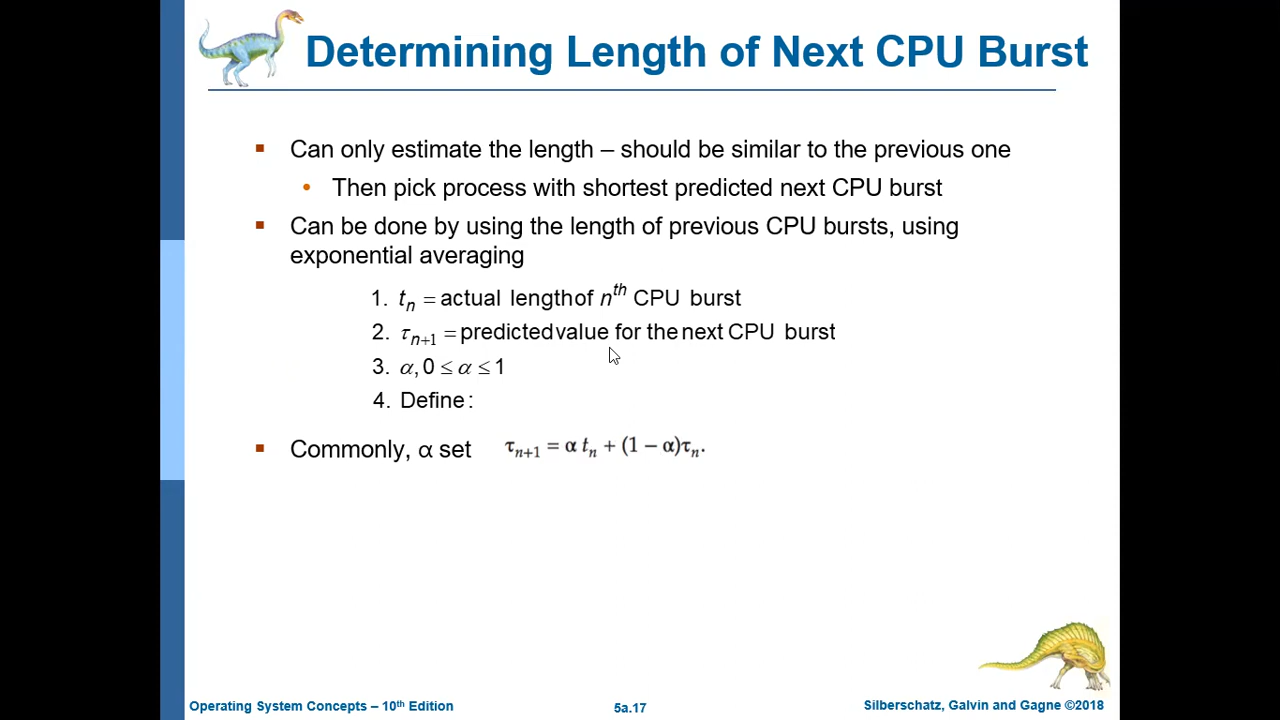 Determining Length of Next CPU Burst
▪ Can only estimate the length – should be similar to the previous one
• Then pick process with shortest predicted next CPU burst
▪ Can be done by using the length of previous CPU bursts, using
exponential averaging
1. tₙ = actual lengthof nᵗʰ CPU burst
2. τₙ₊₁ = predictedvalue for the next CPU burst
3. α, 0 ≤ α ≤ 1
4. Define :
▪ Commonly, α set τₙ₊₁ = α tₙ + (1 − α)τₙ.
Operating System Concepts – 10ᵗʰ Edition 5a.17 Silberschatz, Galvin and Gagne ©2018